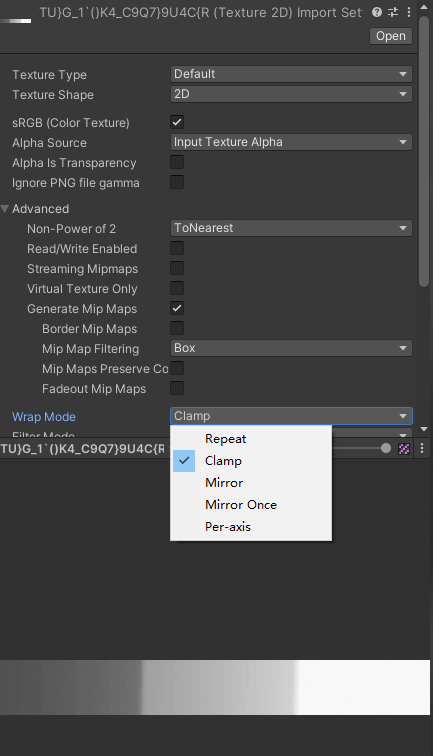 TU}G_1`()K4_C9Q7}9U4C{R (Texture 2D) Import Set
Open
Texture Type Default
Texture Shape 2D
sRGB (Color Texture)
Alpha Source Input Texture Alpha
Alpha Is Transparency
Ignore PNG file gamma
Advanced
Non-Power of 2 ToNearest
Read/Write Enabled
Streaming Mipmaps
Virtual Texture Only
Generate Mip Maps
Border Mip Maps
Mip Map Filtering Box
Mip Maps Preserve Co
Fadeout Mip Maps
Wrap Mode Clamp
Filter Mode
TU}G_1`()K4_C9Q7}9U4C{R
Repeat
Clamp
Mirror
Mirror Once
Per-axis